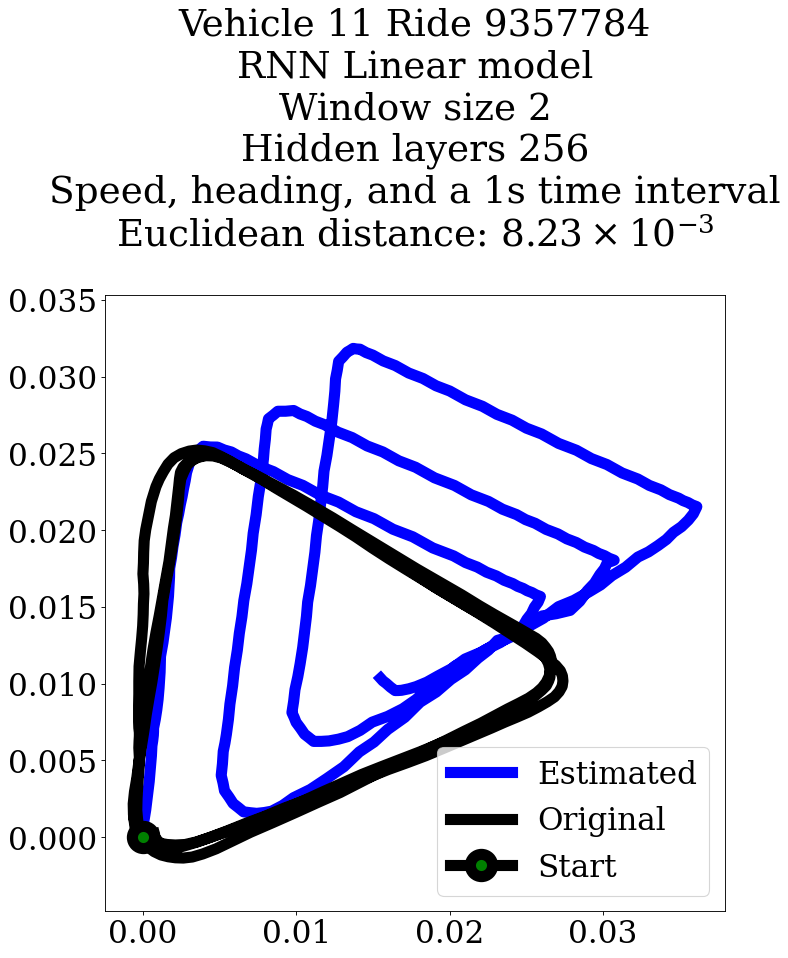 Vehicle 11 Ride 9357784
RNN Linear model
Window size 2
Hidden layers 256
Speed, heading, and a 1s time interval
Euclidean distance: 8.23 × 10⁻³
0.035
0.030
0.025
0.020
0.015
0.010
0.005
0.000
Estimated
Original
Start
0.00 0.01 0.02 0.03